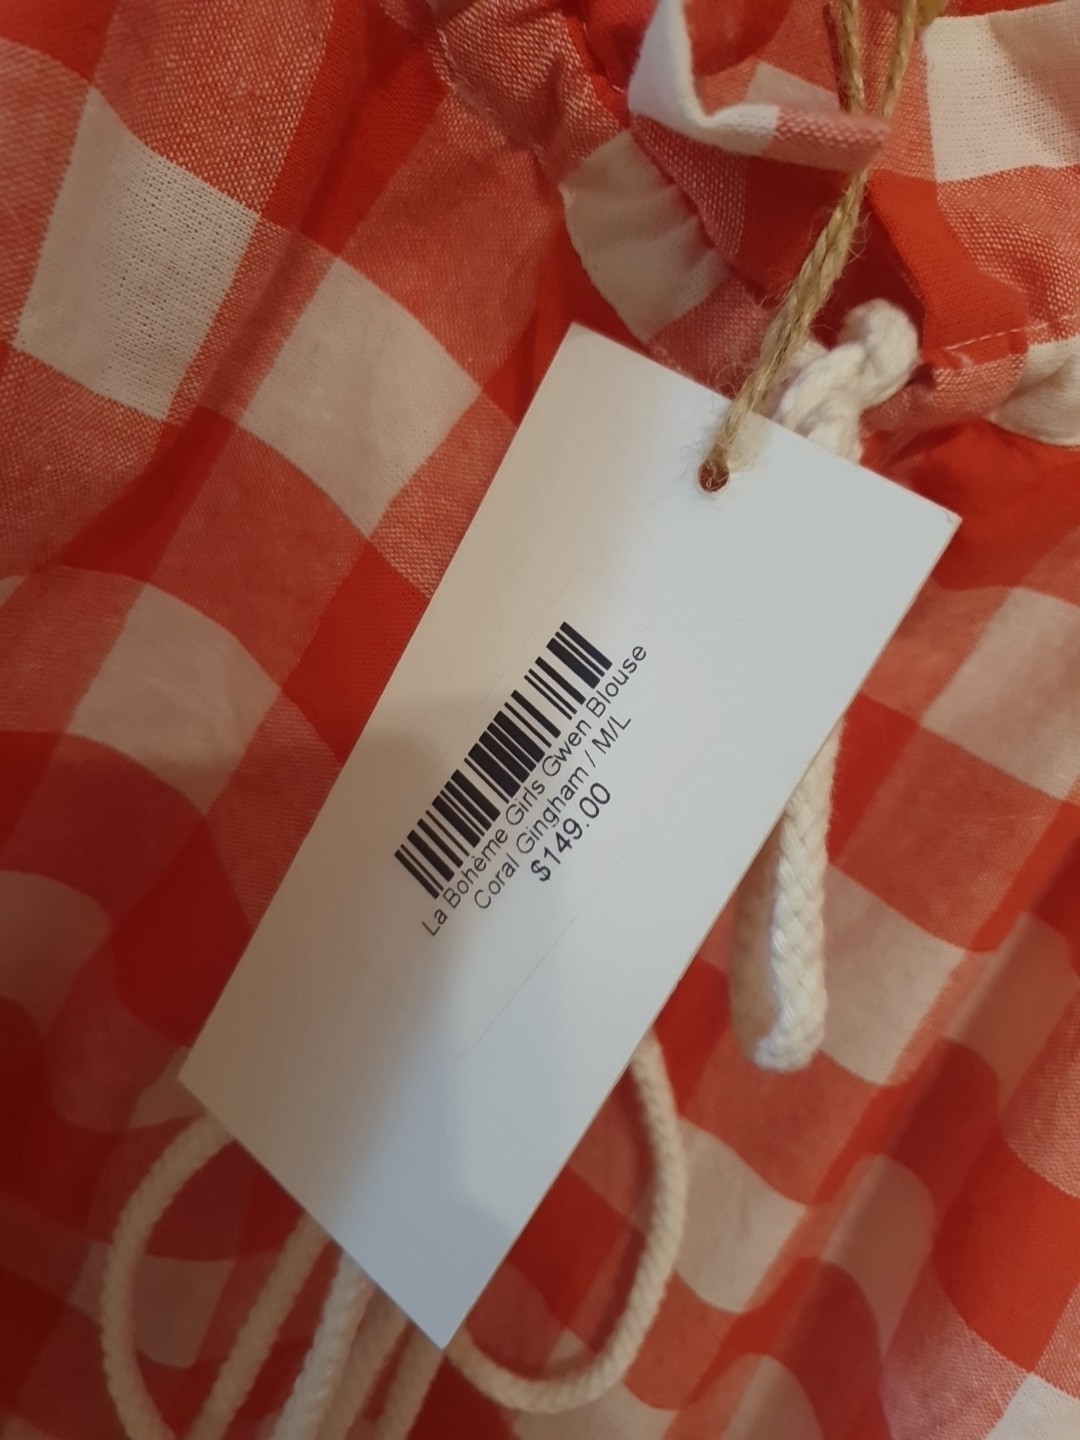 La Bohème Girls Gwen Blouse
Coral Gingham / M/L
$149.00